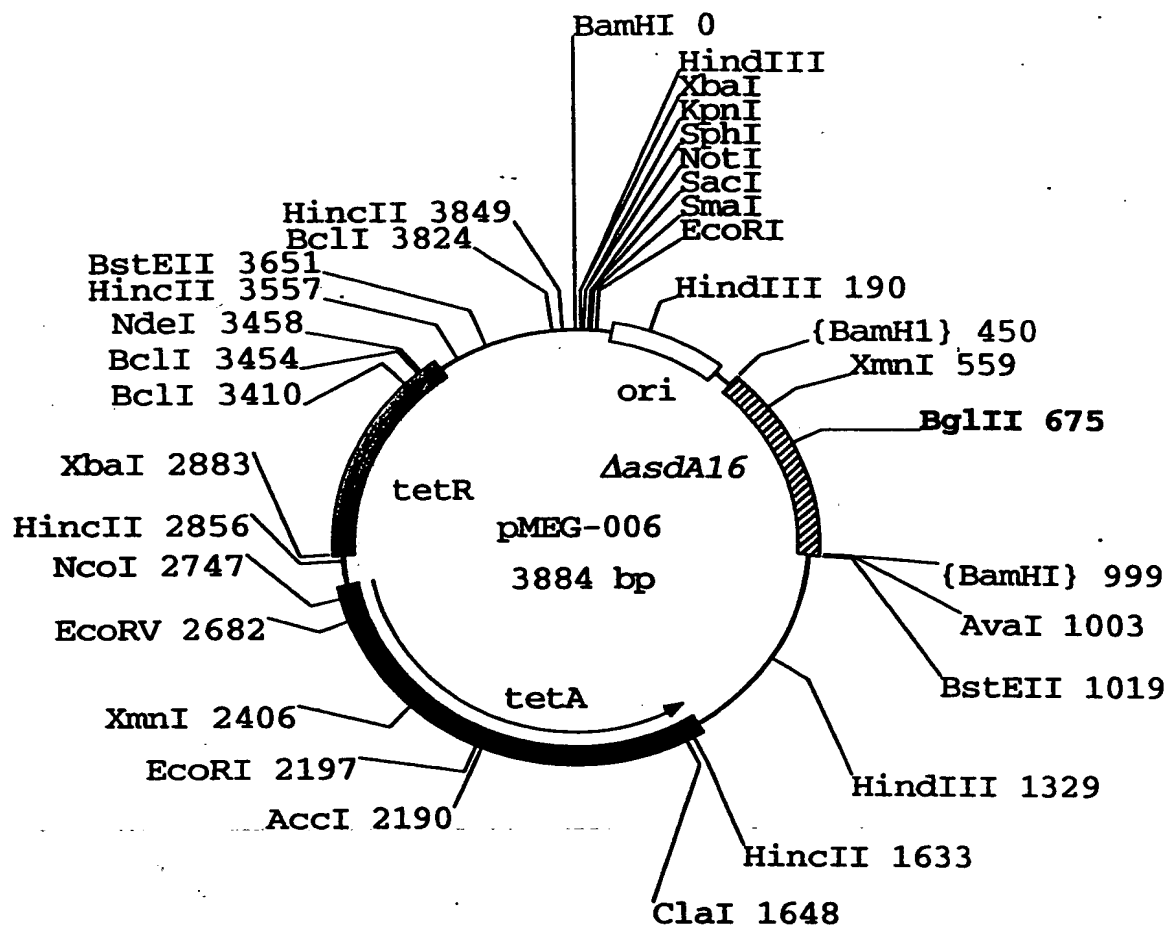 BamHI 0
HindIII
XbaI
KpnI
SphI
NotI
SacI
SmaI
EcoRI
HindIII 190
{BamH1} 450
XmnI 559
BglII 675
{BamHI} 999
AvaI 1003
BstEII 1019
HindIII 1329
HincII 1633
ClaI 1648
AccI 2190
EcoRI 2197
XmnI 2406
EcoRV 2682
NcoI 2747
HincII 2856
XbaI 2883
BclI 3410
BclI 3454
NdeI 3458
HincII 3557
BstEII 3651
BclI 3824
HincII 3849
ori
ΔasdA16
tetR
pMEG-006
3884 bp
tetA